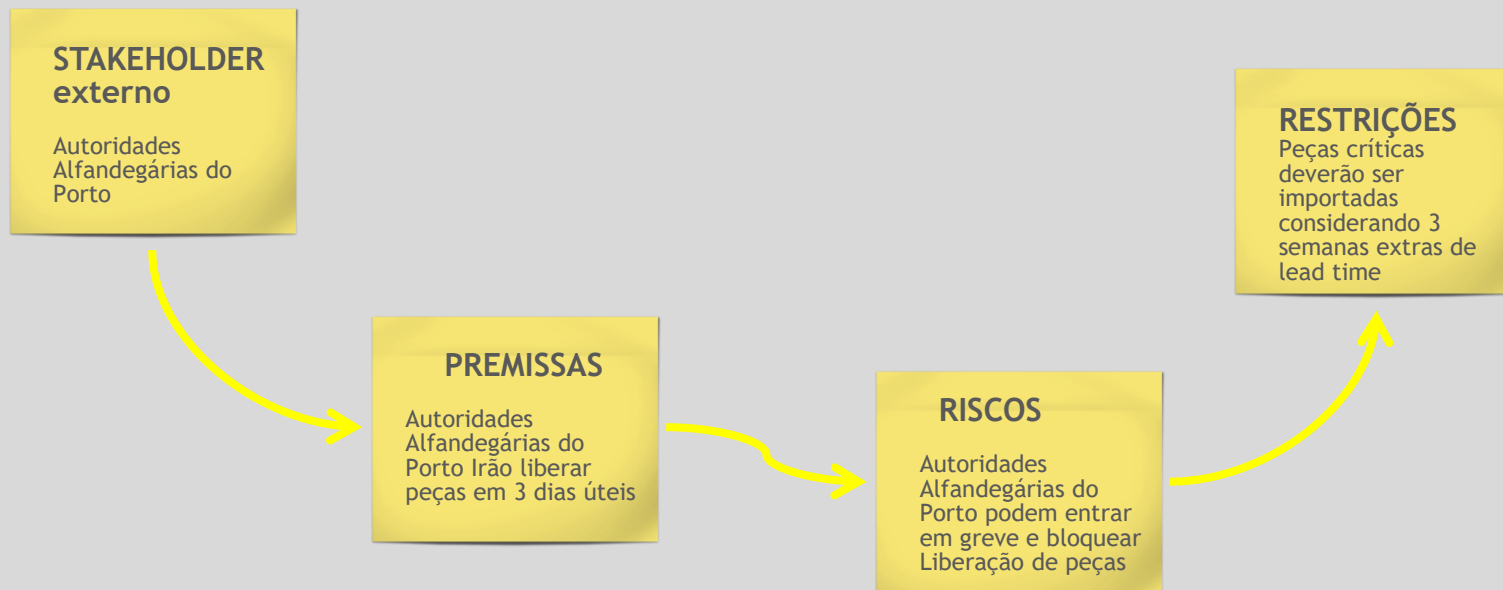 STAKEHOLDER
externo
Autoridades
Alfandegárias do
Porto
PREMISSAS
Autoridades
Alfandegárias do
Porto Irão liberar
peças em 3 dias úteis
RISCOS
Autoridades
Alfandegárias do
Porto podem entrar
em greve e bloquear
Liberação de peças
RESTRIÇÕES
Peças críticas
deverão ser
importadas
considerando 3
semanas extras de
lead time